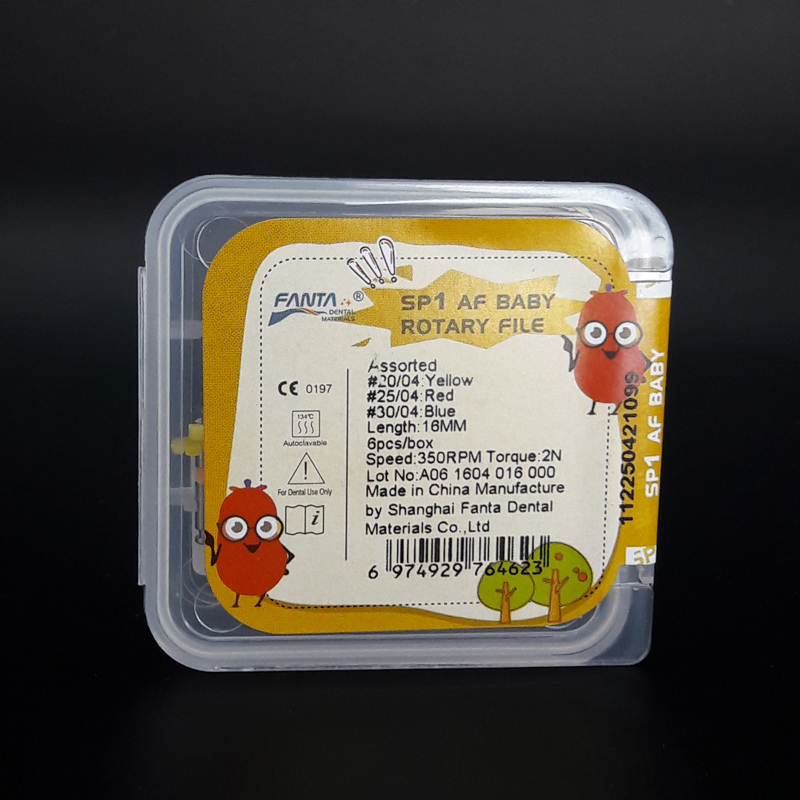 FANTA ®
DENTAL
MATERIALS
SP1 AF BABY
ROTARY FILE
CE 0197
134°C
Autoclavable
For Dental Use Only
i
Assorted
#20/04:Yellow
#25/04:Red
#30/04:Blue
Length:16MM
6pcs/box
Speed:350RPM Torque:2N
Lot No:A06 1604 016 000
Made in China Manufacture
by Shanghai Fanta Dental
Materials Co.,Ltd
6 974929 764623
112250421099
SP1 AF BABY
SP